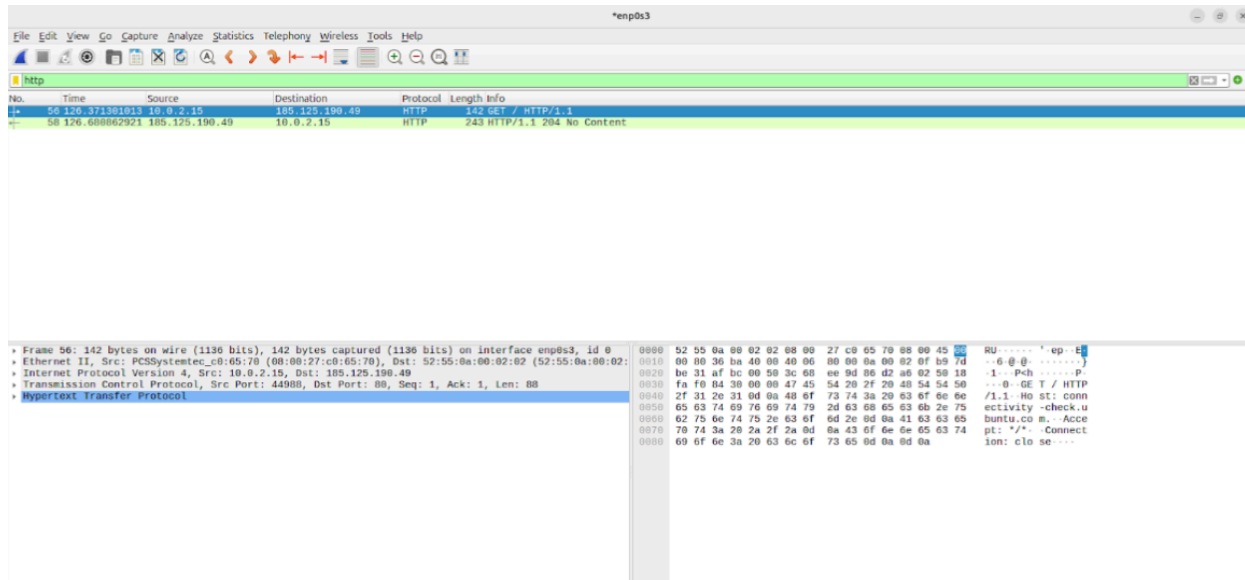 *enp0s3
File Edit View Go Capture Analyze Statistics Telephony Wireless Tools Help
http
No. Time Source Destination Protocol Length Info
56 126.371301013 10.0.2.15 185.125.190.49 HTTP 142 GET / HTTP/1.1
58 126.680862921 185.125.190.49 10.0.2.15 HTTP 243 HTTP/1.1 204 No Content
Frame 56: 142 bytes on wire (1136 bits), 142 bytes captured (1136 bits) on interface enp0s3, id 0
Ethernet II, Src: PCSSystemtec_c0:65:70 (08:00:27:c0:65:70), Dst: 52:55:0a:00:02:02 (52:55:0a:00:02:
Internet Protocol Version 4, Src: 10.0.2.15, Dst: 185.125.190.49
Transmission Control Protocol, Src Port: 44988, Dst Port: 80, Seq: 1, Ack: 1, Len: 88
Hypertext Transfer Protocol
0000 52 55 0a 00 02 02 08 00 27 c0 65 70 08 00 45 00 RU······ '·ep··E·
0010 00 80 36 ba 40 00 40 06 80 00 0a 00 02 0f b9 7d ··6·@·@· ·······}
0020 be 31 af bc 00 50 3c 68 ee 9d 86 d2 a6 02 50 18 ·1···P<h ······P·
0030 fa f0 84 30 00 00 47 45 54 20 2f 20 48 54 54 50 ···0··GE T / HTTP
0040 2f 31 2e 31 0d 0a 48 6f 73 74 3a 20 63 6f 6e 6e /1.1··Ho st: conn
0050 65 63 74 69 76 69 74 79 2d 63 68 65 63 6b 2e 75 ectivity -check.u
0060 62 75 6e 74 75 2e 63 6f 6d 2e 0d 0a 41 63 63 65 buntu.co m.··Acce
0070 70 74 3a 20 2a 2f 2a 0d 0a 43 6f 6e 6e 65 63 74 pt: */*· ·Connect
0080 69 6f 6e 3a 20 63 6c 6f 73 65 0d 0a 0d 0a ion: clo se····